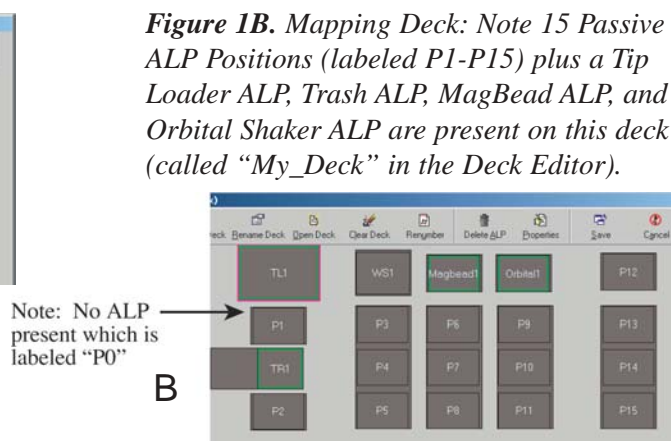 Figure 1B. Mapping Deck: Note 15 Passive
ALP Positions (labeled P1-P15) plus a Tip
Loader ALP, Trash ALP, MagBead ALP, and
Orbital Shaker ALP are present on this deck
(called “My_Deck” in the Deck Editor).
eck Rename Deck Open Deck Clear Deck Renumber Delete ALP Properties Save Cancel
TL1 WS1 Magbead1 Orbital1 P12
Note: No ALP
present which is
labeled “P0”
P1 P3 P6 P9 P13
TR1 P4 P7 P10 P14
B
P2 P5 P8 P11 P15